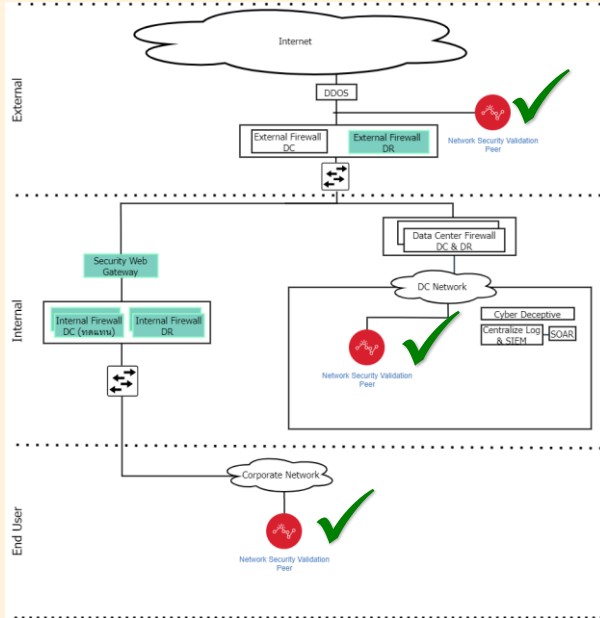 External
Internet
DDOS
External Firewall
DC
External Firewall
DR
Network Security Validation
Peer
Internal
Security Web
Gateway
Internal Firewall
DC (ทดแทน)
Internal Firewall
DR
Data Center Firewall
DC & DR
DC Network
Cyber Deceptive
Centralize Log
& SIEM
SOAR
Network Security Validation
Peer
End User
Corporate Network
Network Security Validation
Peer